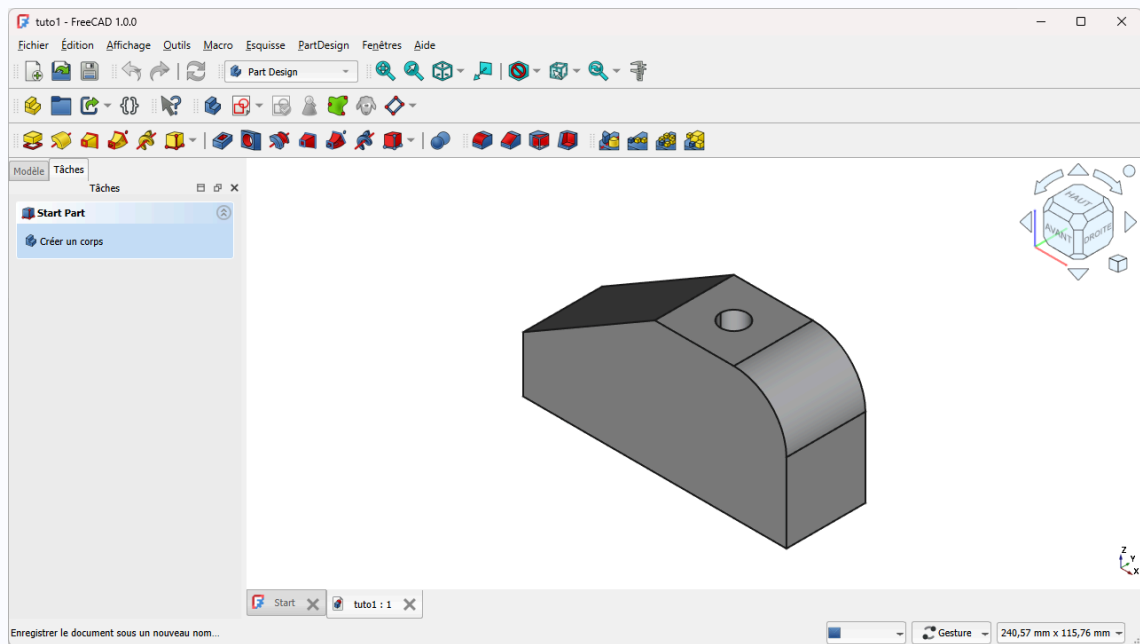 tuto1 - FreeCAD 1.0.0
Fichier Édition Affichage Outils Macro Esquisse PartDesign Fenêtres Aide
Part Design
Modèle Tâches
Tâches
Start Part
Créer un corps
HAUT
AVANT
DROITE
Z
Y
X
Start
tuto1 : 1
Enregistrer le document sous un nouveau nom...
Gesture
240,57 mm x 115,76 mm